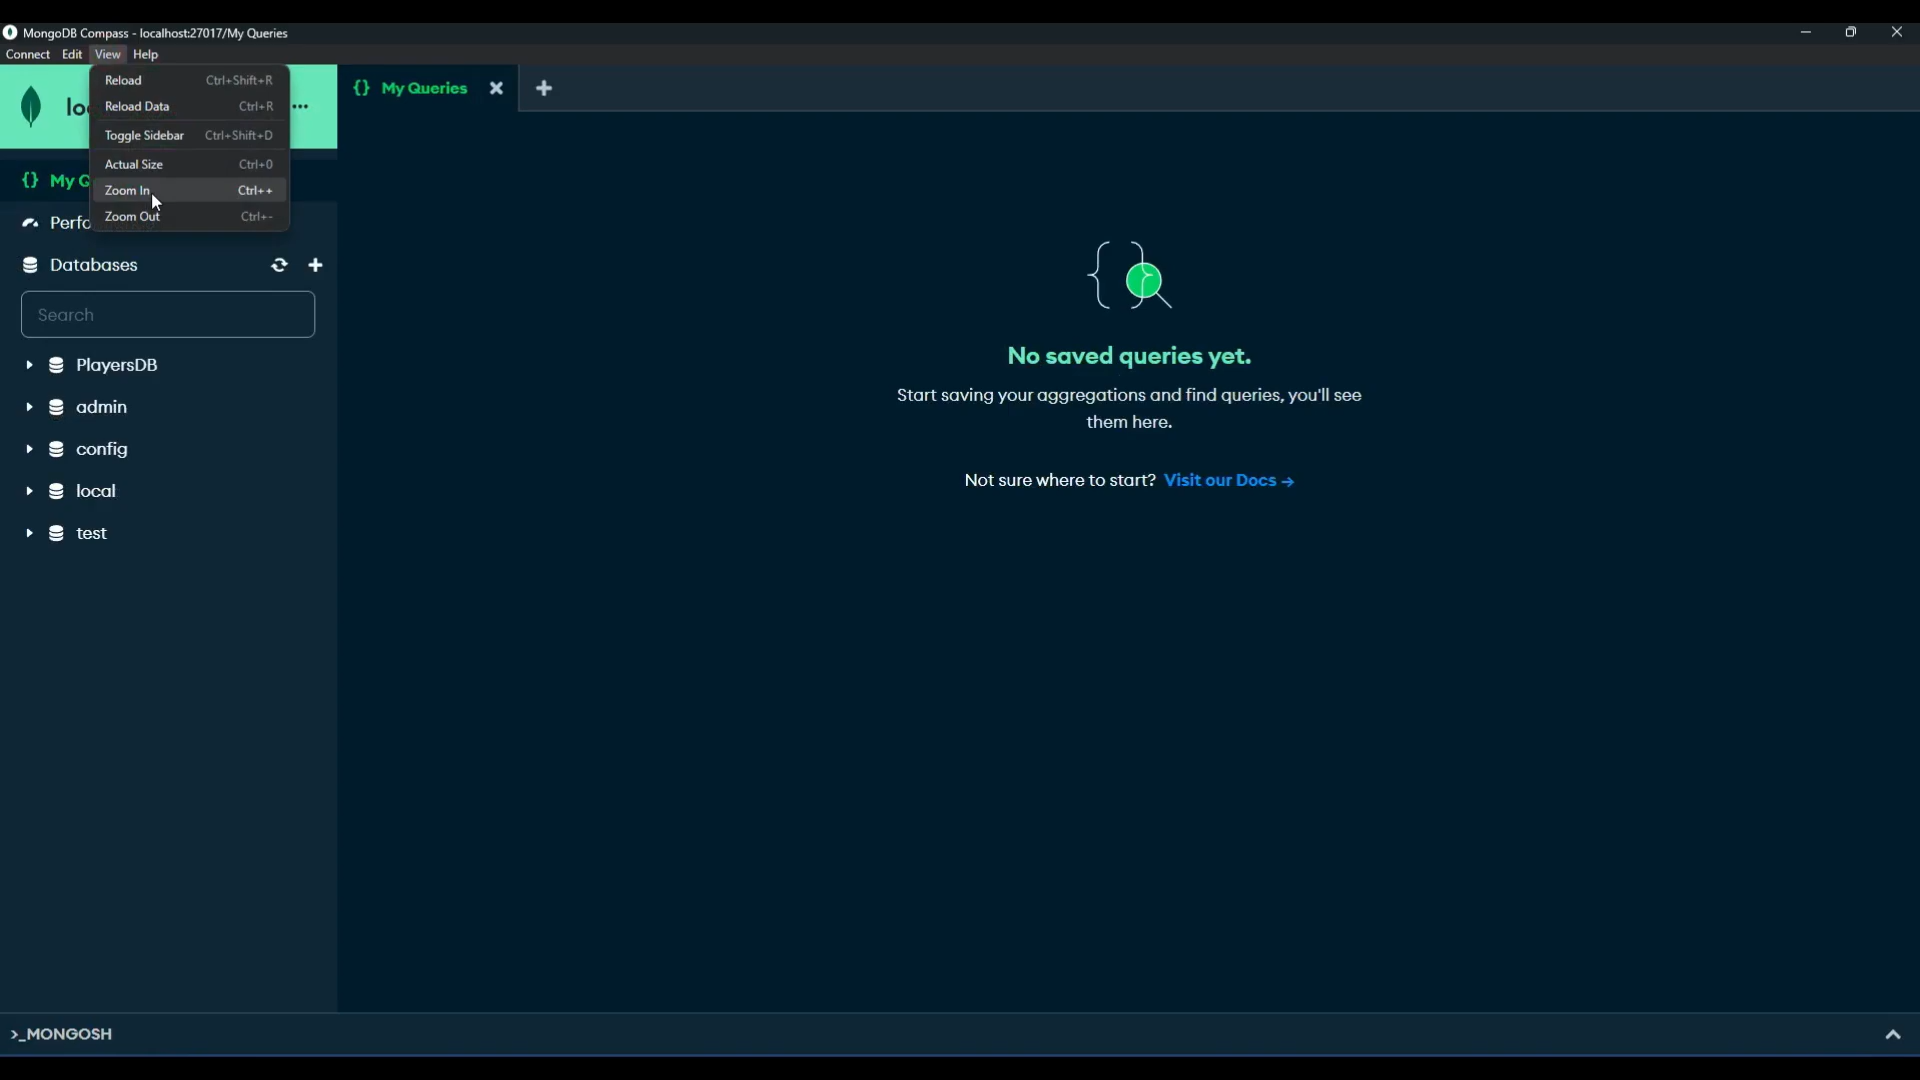 MongoDB Compass - localhost:27017/My Queries
Connect Edit View Help
Reload Ctrl+Shift+R
Reload Data Ctrl+R
Toggle Sidebar Ctrl+Shift+D
Actual Size Ctrl+0
Zoom In Ctrl++
Zoom Out Ctrl+-
lo ...
{} My Queries
{} My Q
Perfo
Databases
Search
PlayersDB
admin
config
local
test
No saved queries yet.
Start saving your aggregations and find queries, you'll see
them here.
Not sure where to start? Visit our Docs →
>_MONGOSH